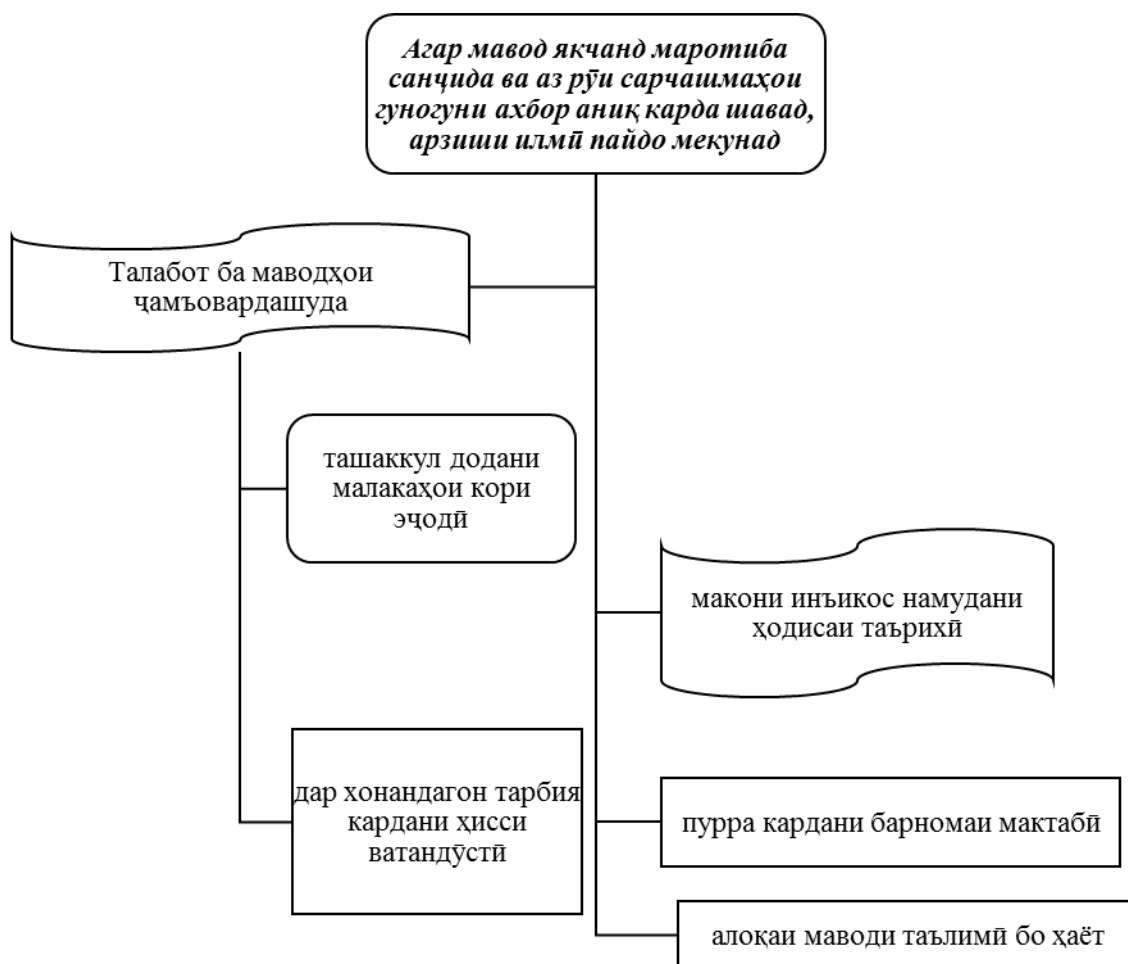 Агар мавод якчанд маротиба
санҷида ва аз рӯи сарчашмаҳои
гуногуни ахбор аниқ карда шавад,
арзиши илмӣ пайдо мекунад
Талабот ба маводҳои
ҷамъовардашуда
ташаккул додани
малакаҳои кори
эҷодӣ
макони инъикос намудани
ҳодисаи таърихӣ
дар хонандагон тарбия
кардани ҳисси
ватандӯстӣ
пурра кардани барномаи мактабӣ
алоқаи маводи таълимӣ бо ҳаёт